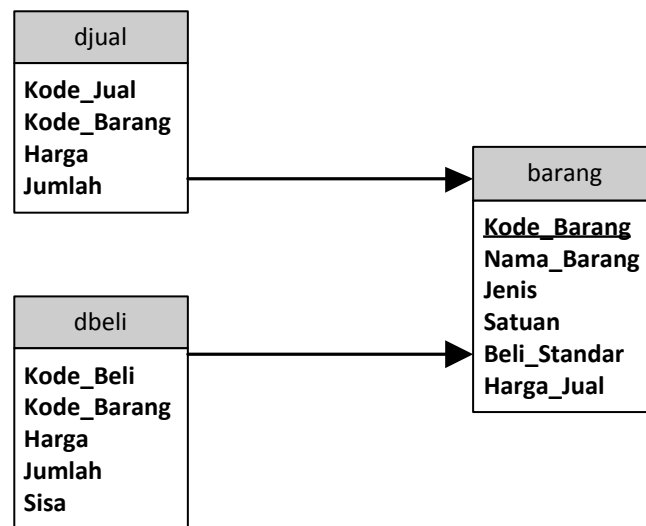 djual
Kode_Jual
Kode_Barang
Harga
Jumlah
barang
Kode_Barang
Nama_Barang
Jenis
Satuan
Beli_Standar
Harga_Jual
dbeli
Kode_Beli
Kode_Barang
Harga
Jumlah
Sisa